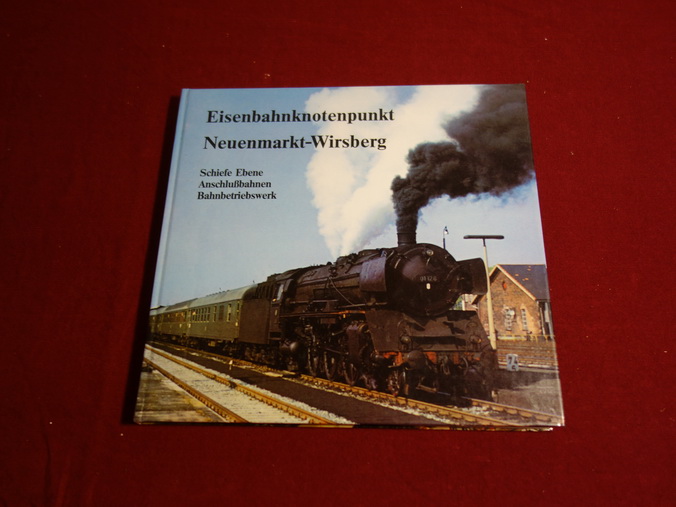 Eisenbahnknotenpunkt
Neuenmarkt-Wirsberg
Schiefe Ebene
Anschlußbahnen
Bahnbetriebswerk